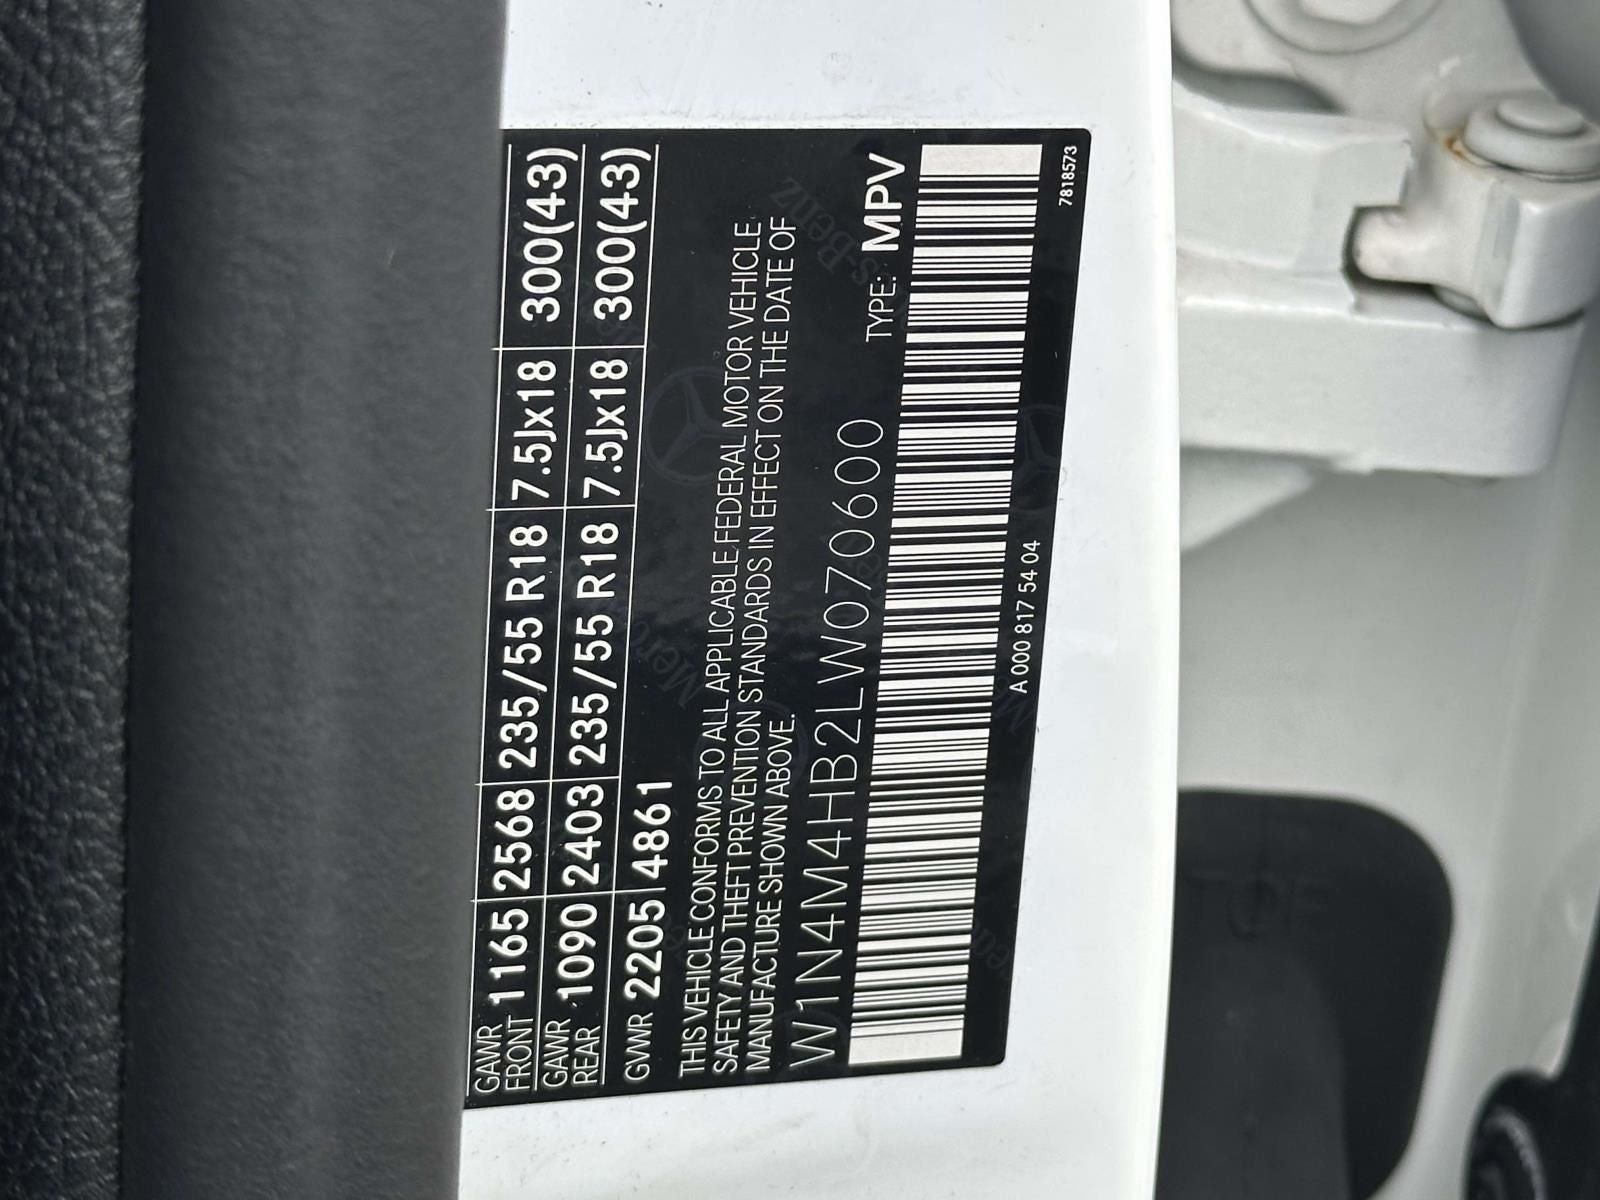 GAWR FRONT 1165 2568 235/55 R18 7.5Jx18 300(43)
GAWR REAR 1090 2403 235/55 R18 7.5Jx18 300(43)
GVWR 2205 4861
THIS VEHICLE CONFORMS TO ALL APPLICABLE FEDERAL MOTOR VEHICLE
SAFETY AND THEFT PREVENTION STANDARDS IN EFFECT ON THE DATE OF
MANUFACTURE SHOWN ABOVE.
W1N4M4HB2LW070600 TYPE: MPV
A 000 817 54 04
7818573
Mercedes-Benz